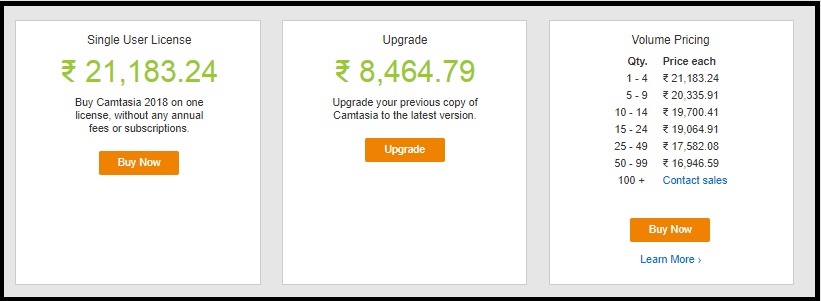 Single User License
₹ 21,183.24
Buy Camtasia 2018 on one
license, without any annual
fees or subscriptions.
Buy Now
Upgrade
₹ 8,464.79
Upgrade your previous copy of
Camtasia to the latest version.
Upgrade
Volume Pricing
Qty. Price each
1 - 4 ₹ 21,183.24
5 - 9 ₹ 20,335.91
10 - 14 ₹ 19,700.41
15 - 24 ₹ 19,064.91
25 - 49 ₹ 17,582.08
50 - 99 ₹ 16,946.59
100 + Contact sales
Buy Now
Learn More ›